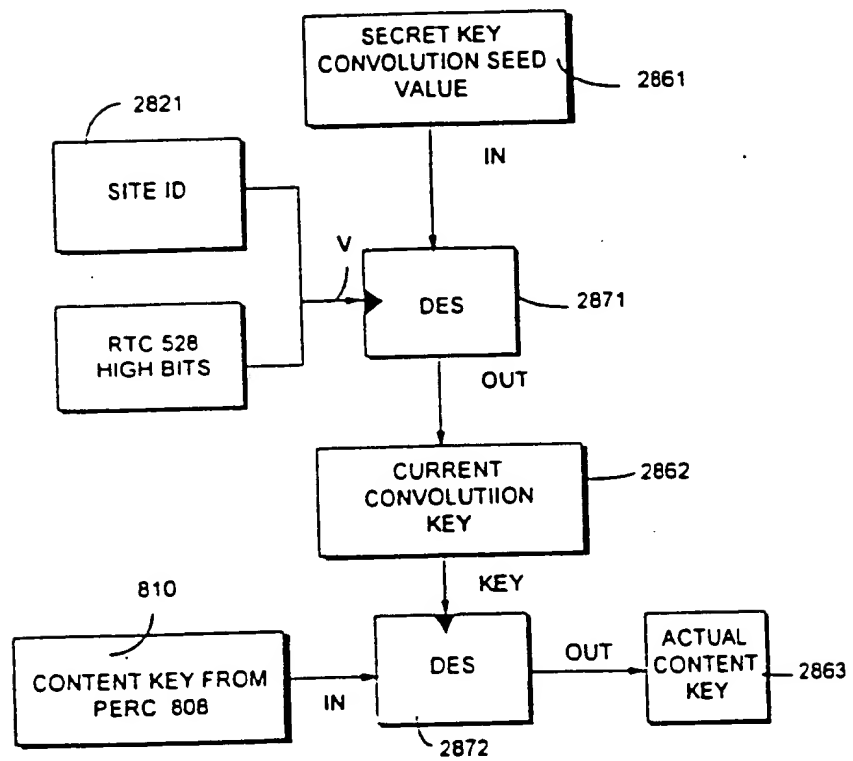 SECRET KEY
CONVOLUTION SEED
VALUE
2861
2821
IN
SITE ID
V
DES
2871
RTC 528
HIGH BITS
OUT
CURRENT
CONVOLUTIION
KEY
2862
KEY
810
CONTENT KEY FROM
PERC 808
IN
DES
OUT
ACTUAL
CONTENT
KEY
2863
2872